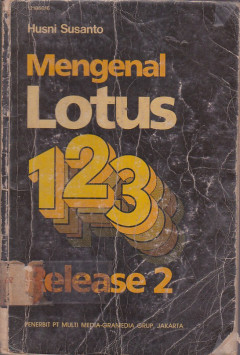 Husni Susanto
Mengenal
Lotus
123
Release 2
PENERBIT PT MULTI MEDIA-GRAMEDIA GRUP, JAKARTA